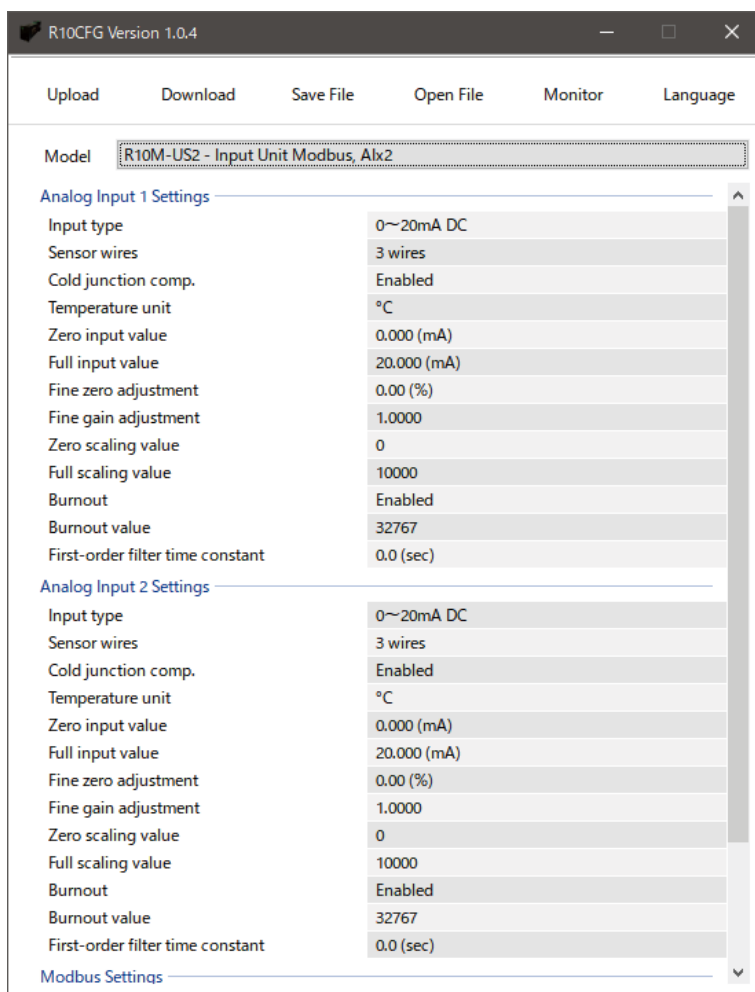 R10CFG Version 1.0.4
Upload Download Save File Open File Monitor Language
Model R10M-US2 - Input Unit Modbus, AIx2
Analog Input 1 Settings
Input type 0～20mA DC
Sensor wires 3 wires
Cold junction comp. Enabled
Temperature unit °C
Zero input value 0.000 (mA)
Full input value 20.000 (mA)
Fine zero adjustment 0.00 (%)
Fine gain adjustment 1.0000
Zero scaling value 0
Full scaling value 10000
Burnout Enabled
Burnout value 32767
First-order filter time constant 0.0 (sec)
Analog Input 2 Settings
Input type 0～20mA DC
Sensor wires 3 wires
Cold junction comp. Enabled
Temperature unit °C
Zero input value 0.000 (mA)
Full input value 20.000 (mA)
Fine zero adjustment 0.00 (%)
Fine gain adjustment 1.0000
Zero scaling value 0
Full scaling value 10000
Burnout Enabled
Burnout value 32767
First-order filter time constant 0.0 (sec)
Modbus Settings